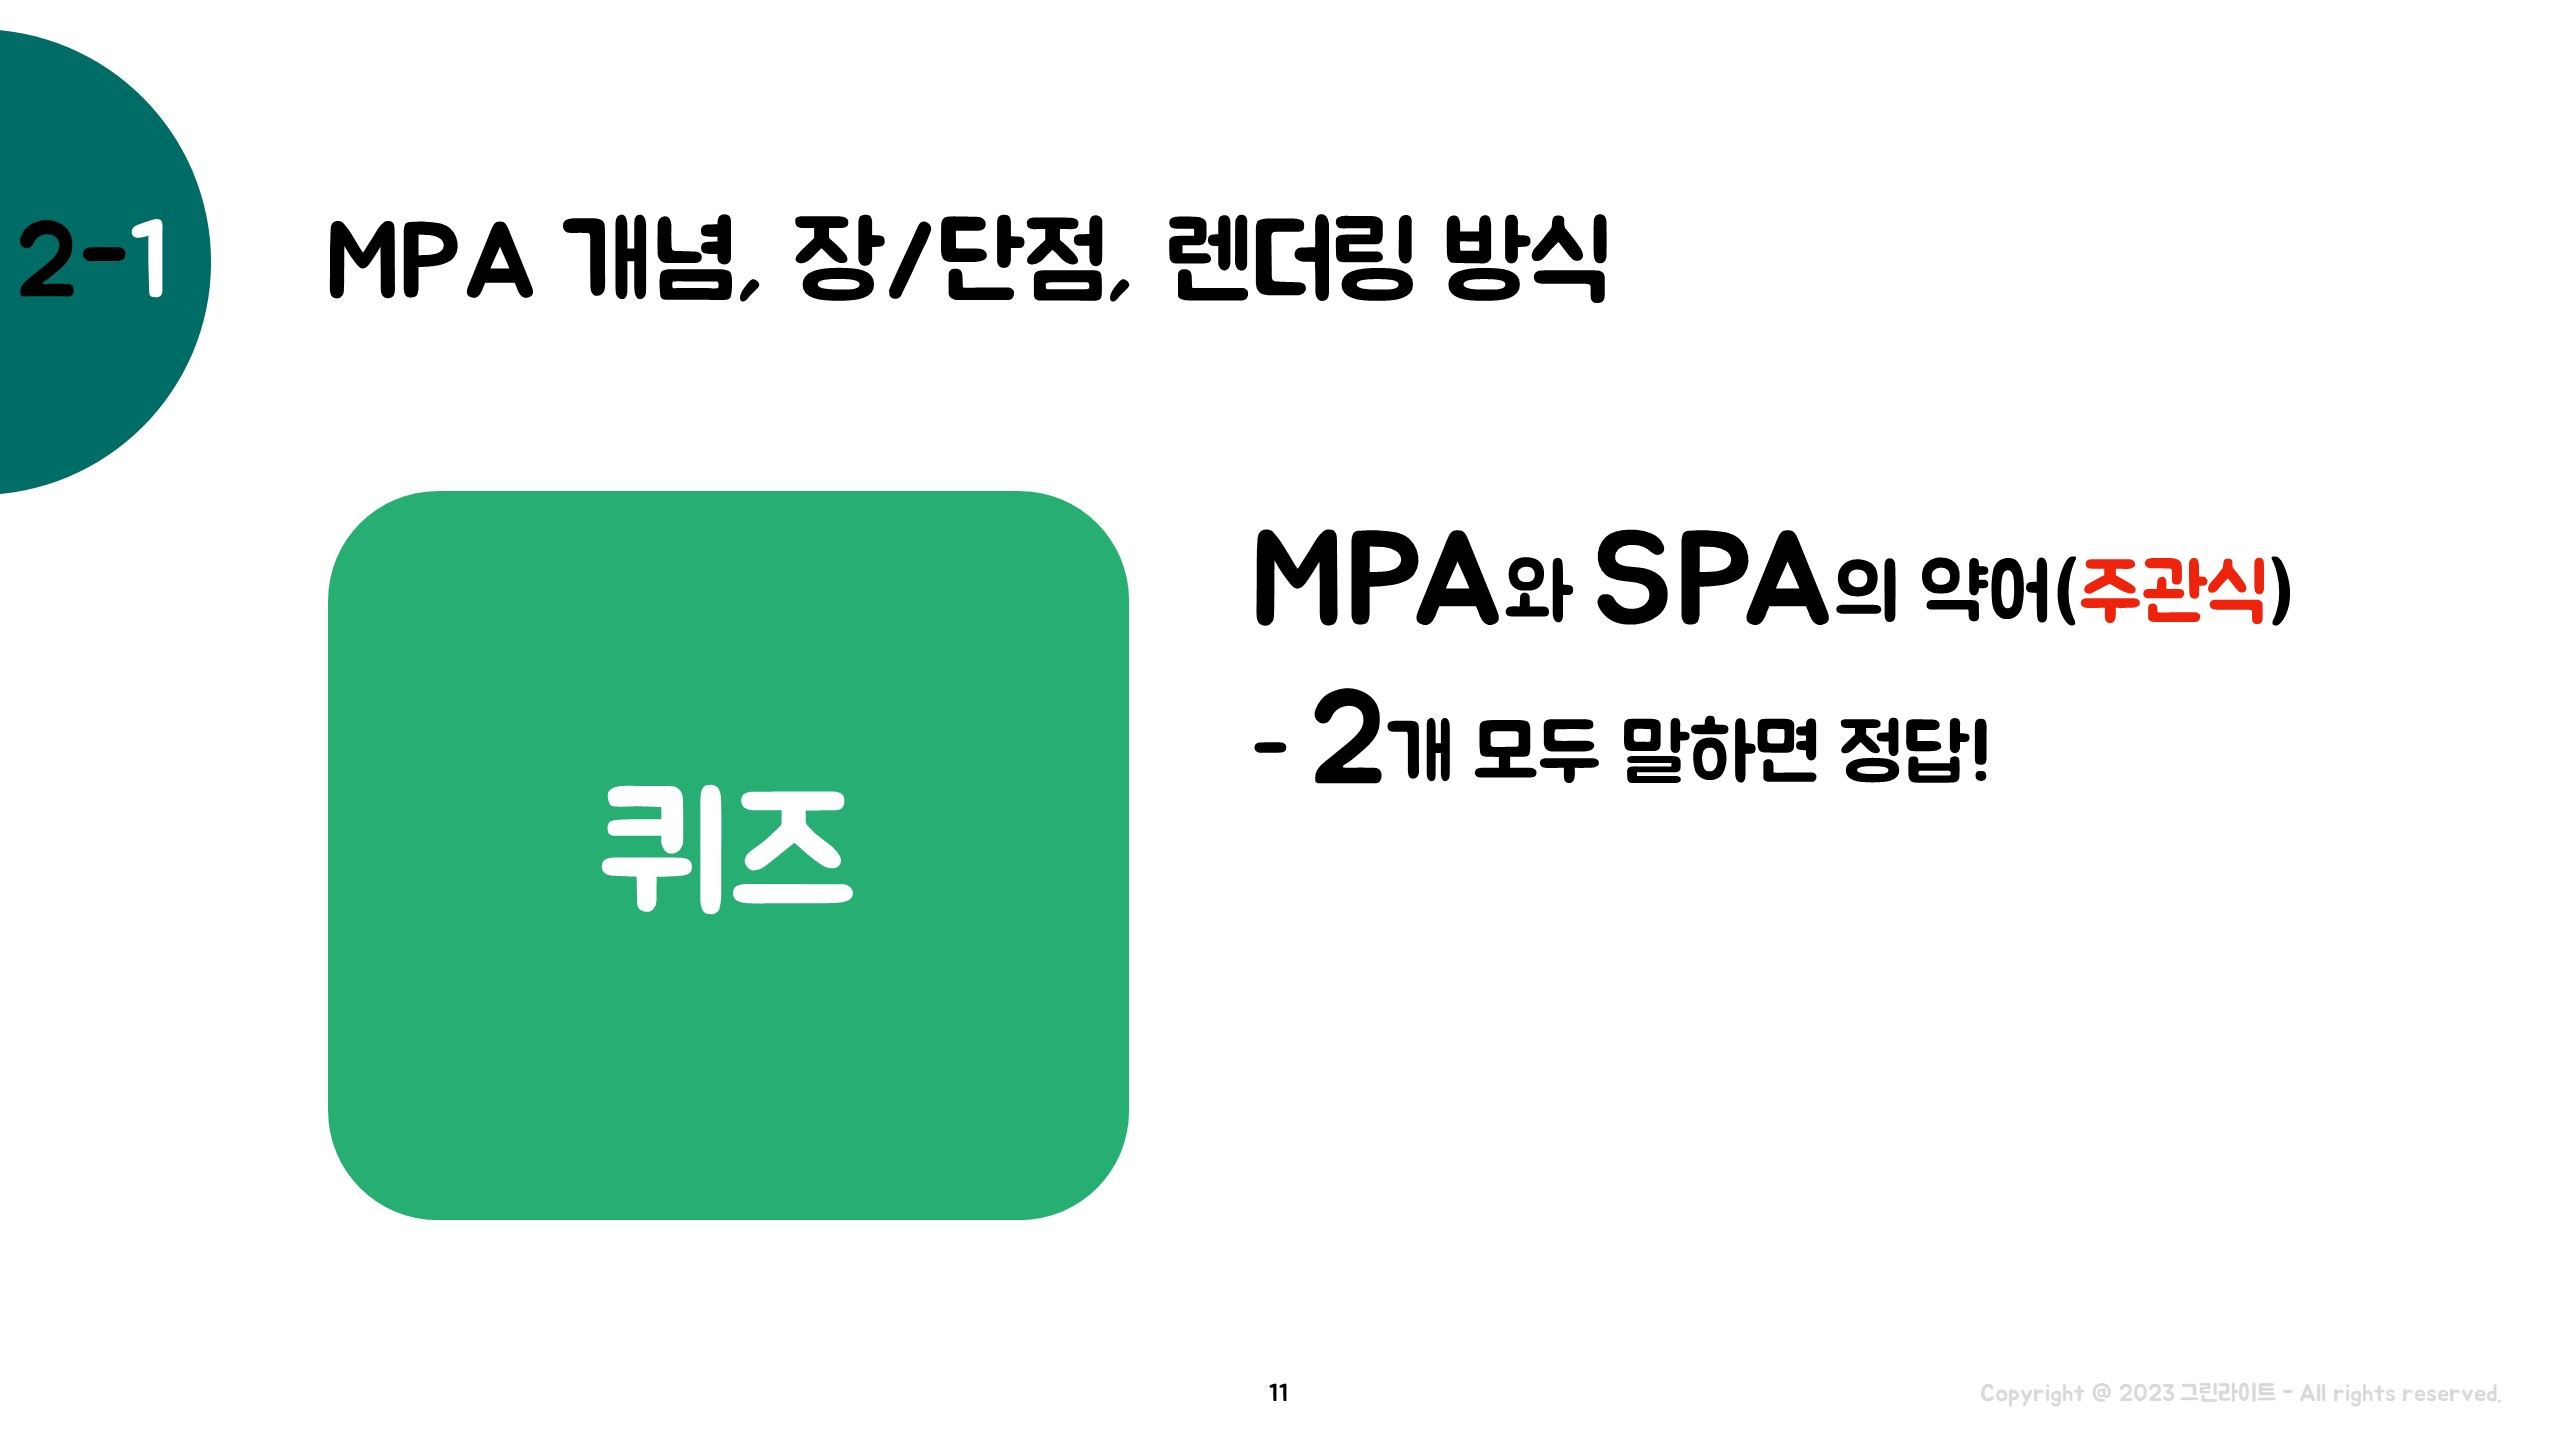 2-1
MPA 개념, 장/단점, 렌더링 방식
퀴즈
MPA와 SPA의 약어(주관식)
- 2개 모두 말하면 정답!
11
Copyright @ 2023 그린라이트 - All rights reserved.